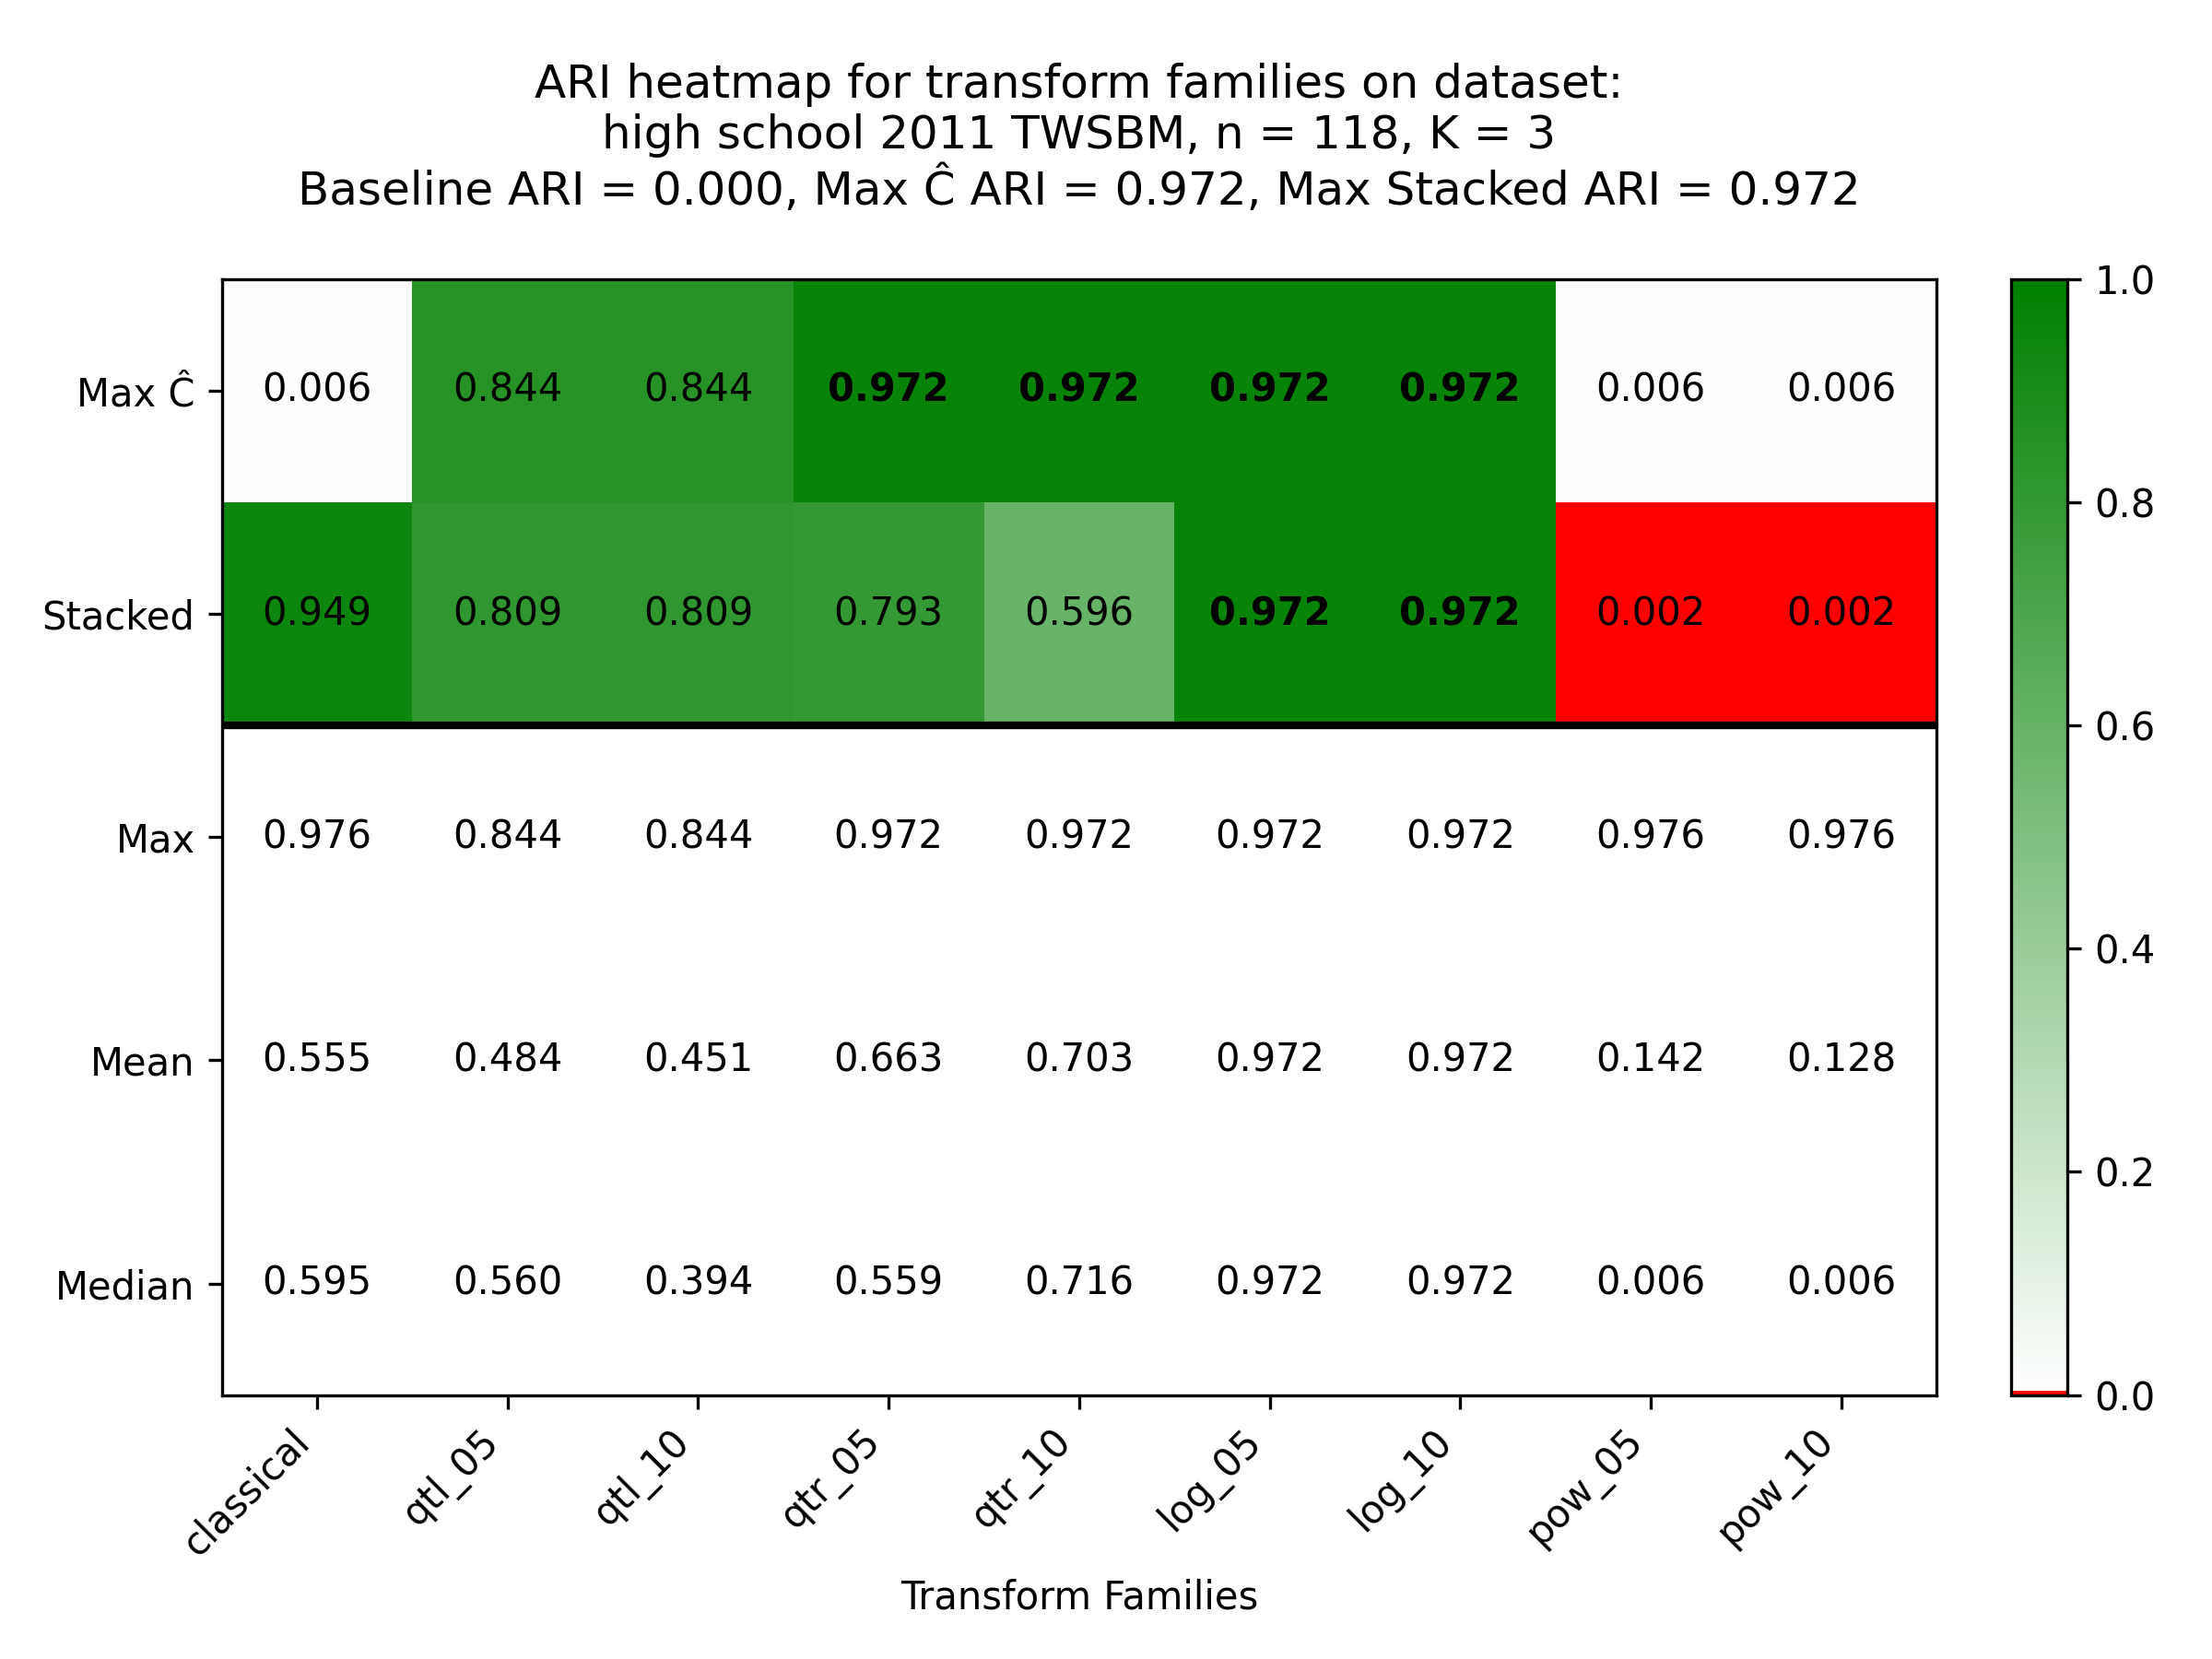 ARI heatmap for transform families on dataset:
high school 2011 TWSBM, n = 118, K = 3
Baseline ARI = 0.000, Max Ĉ ARI = 0.972, Max Stacked ARI = 0.972
Max Ĉ 0.006 0.844 0.844 0.972 0.972 0.972 0.972 0.006 0.006
Stacked 0.949 0.809 0.809 0.793 0.596 0.972 0.972 0.002 0.002
Max 0.976 0.844 0.844 0.972 0.972 0.972 0.972 0.976 0.976
Mean 0.555 0.484 0.451 0.663 0.703 0.972 0.972 0.142 0.128
Median 0.595 0.560 0.394 0.559 0.716 0.972 0.972 0.006 0.006
classical qtl_05 qtl_10 qtr_05 qtr_10 log_05 log_10 pow_05 pow_10
Transform Families
1.0
0.8
0.6
0.4
0.2
0.0